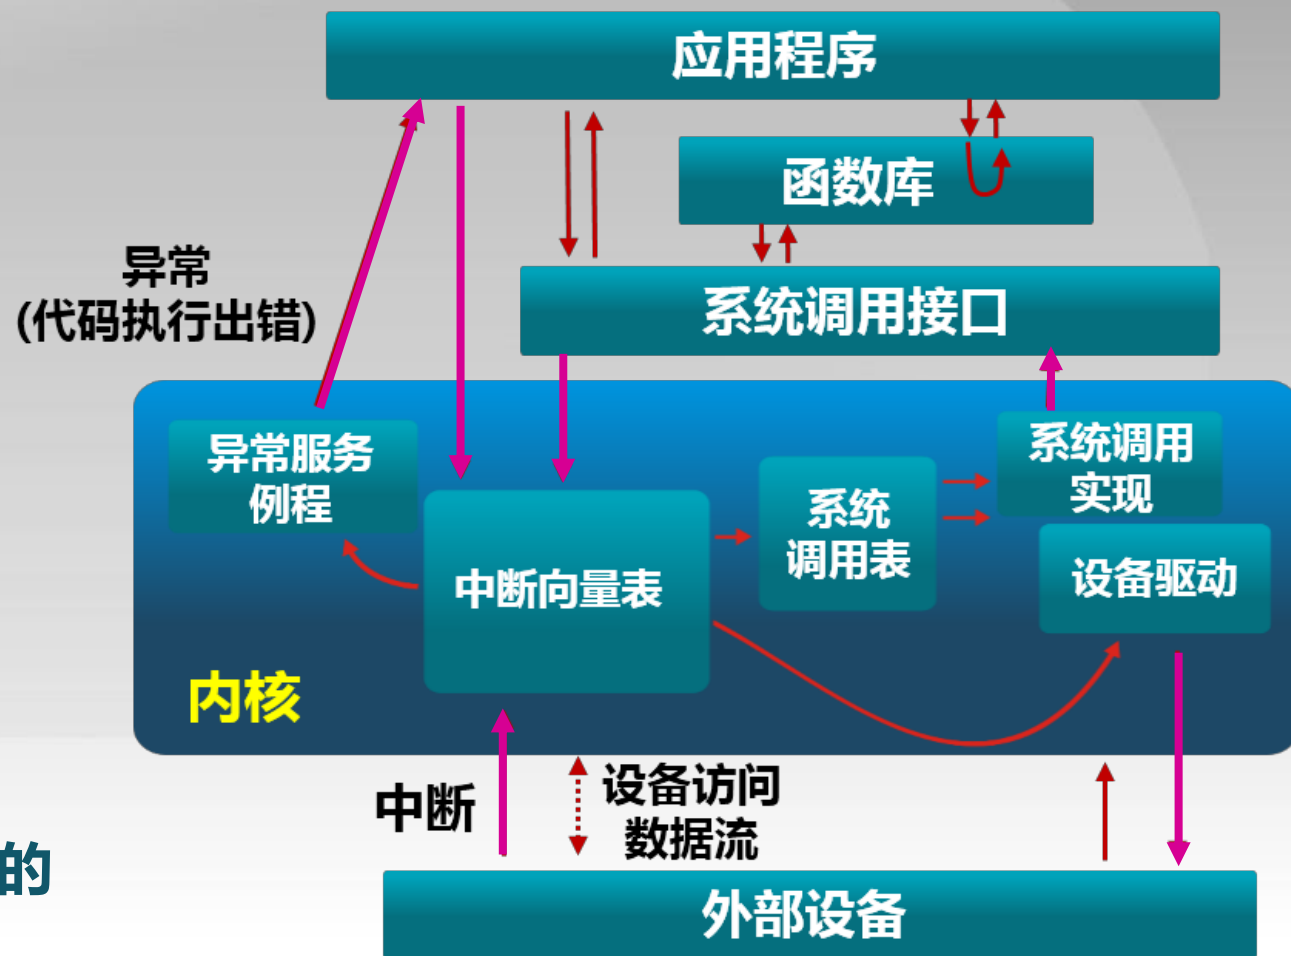 应用程序
函数库
异常
(代码执行出错)
系统调用接口
异常服务
例程
系统调用
实现
系统
调用表
中断向量表
设备驱动
内核
中断
设备访问
数据流
的
外部设备